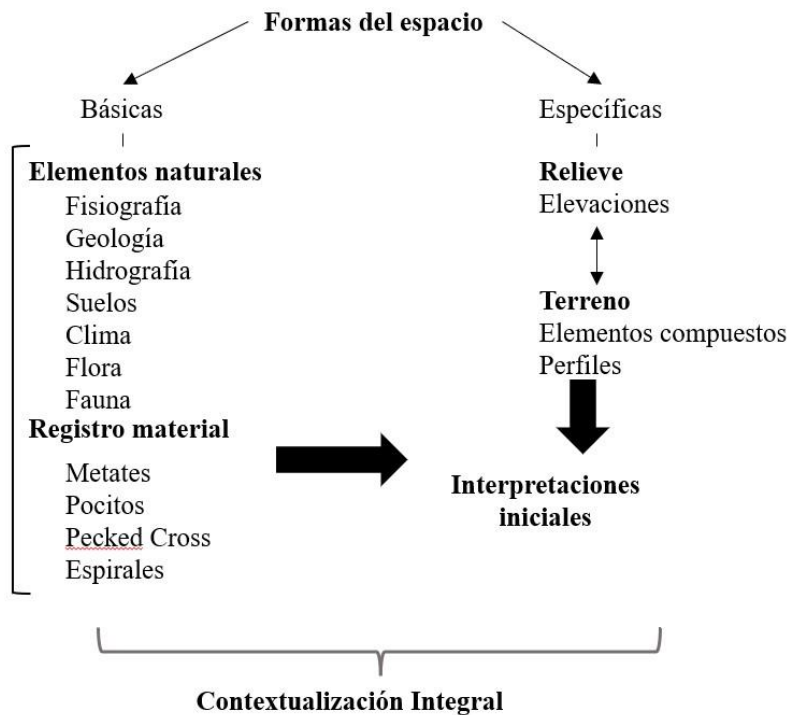 Formas del espacio
Básicas
Elementos naturales
Fisiografía
Geología
Hidrografía
Suelos
Clima
Flora
Fauna
Registro material
Metates
Pocitos
Pecked Cross
Espirales
Específicas
Relieve
Elevaciones
Terreno
Elementos compuestos
Perfiles
Interpretaciones
iniciales
Contextualización Integral